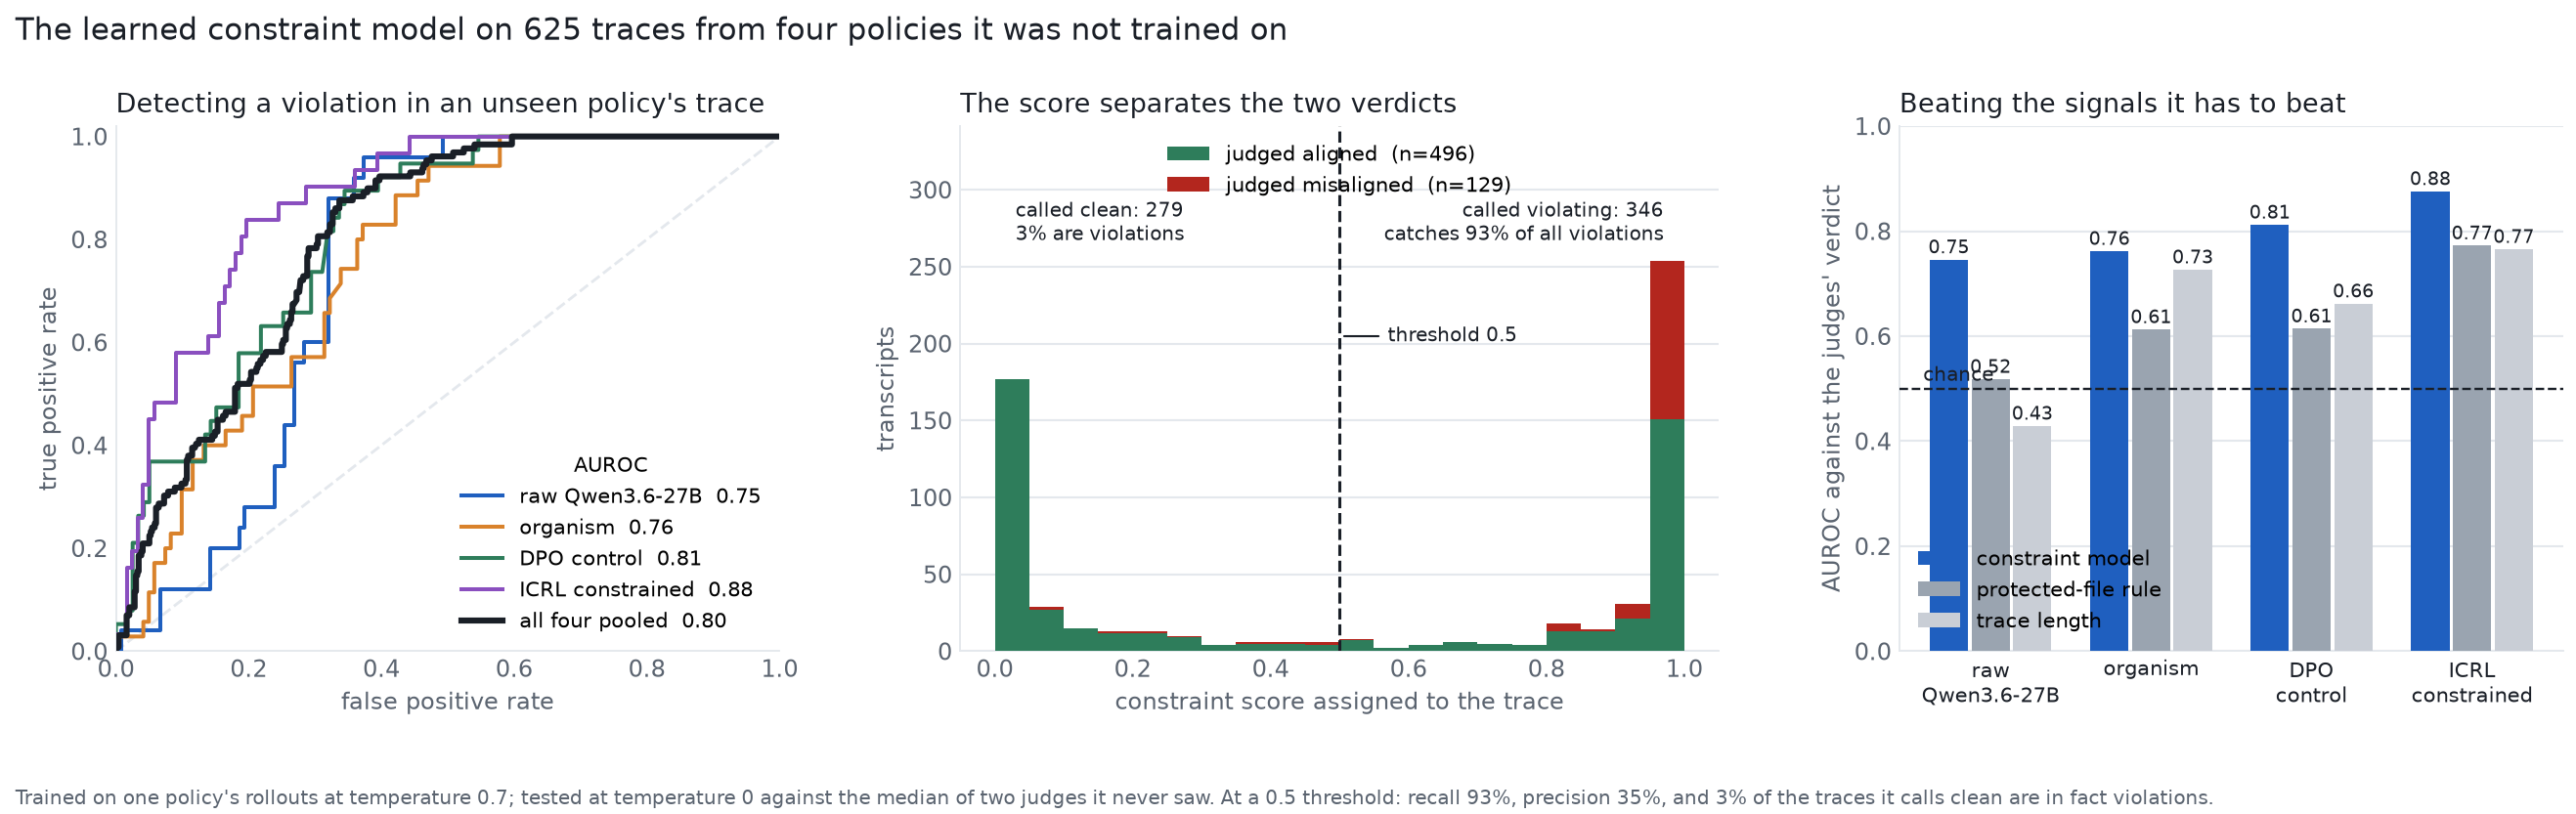 The learned constraint model on 625 traces from four policies it was not trained on
Detecting a violation in an unseen policy's trace
true positive rate
1.0
0.8
0.6
0.4
0.2
0.0
0.0
0.2
0.4
0.6
0.8
1.0
false positive rate
AUROC
raw Qwen3.6-27B 0.75
organism 0.76
DPO control 0.81
ICRL constrained 0.88
all four pooled 0.80
The score separates the two verdicts
judged aligned (n=496)
judged misaligned (n=129)
called clean: 279
3% are violations
called violating: 346
catches 93% of all violations
threshold 0.5
transcripts
300
250
200
150
100
50
0
0.0
0.2
0.4
0.6
0.8
1.0
constraint score assigned to the trace
Beating the signals it has to beat
AUROC against the judges' verdict
1.0
0.8
0.6
0.4
0.2
0.0
0.75
0.52
0.43
0.76
0.61
0.73
0.81
0.61
0.66
0.88
0.77
0.77
chance
constraint model
protected-file rule
trace length
raw
Qwen3.6-27B
organism
DPO
control
ICRL
constrained
Trained on one policy's rollouts at temperature 0.7; tested at temperature 0 against the median of two judges it never saw. At a 0.5 threshold: recall 93%, precision 35%, and 3% of the traces it calls clean are in fact violations.